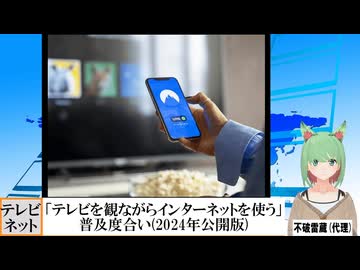 テレビ
ネット
「テレビを観ながらインターネットを使う」
普及度合い(2024年公開版)
不破雷蔵(代理)